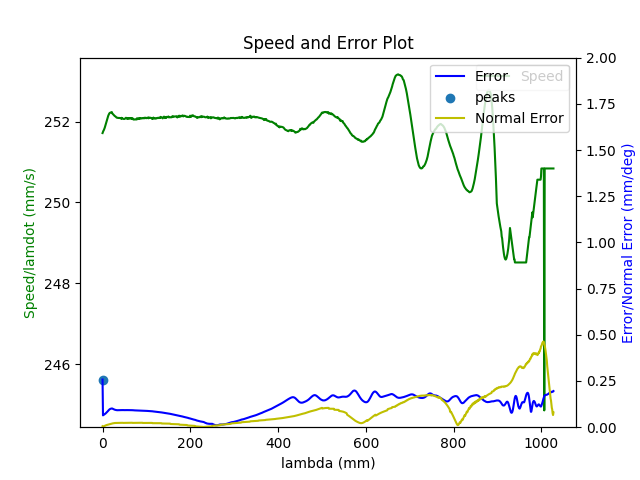 Speed and Error Plot
Speed/lamdot (mm/s)
252
250
248
246
Error
Speed
peaks
Normal Error
2.00
1.75
1.50
1.25
1.00
0.75
0.50
0.25
0.00
Error/Normal Error (mm/deg)
0
200
400
600
800
1000
lambda (mm)